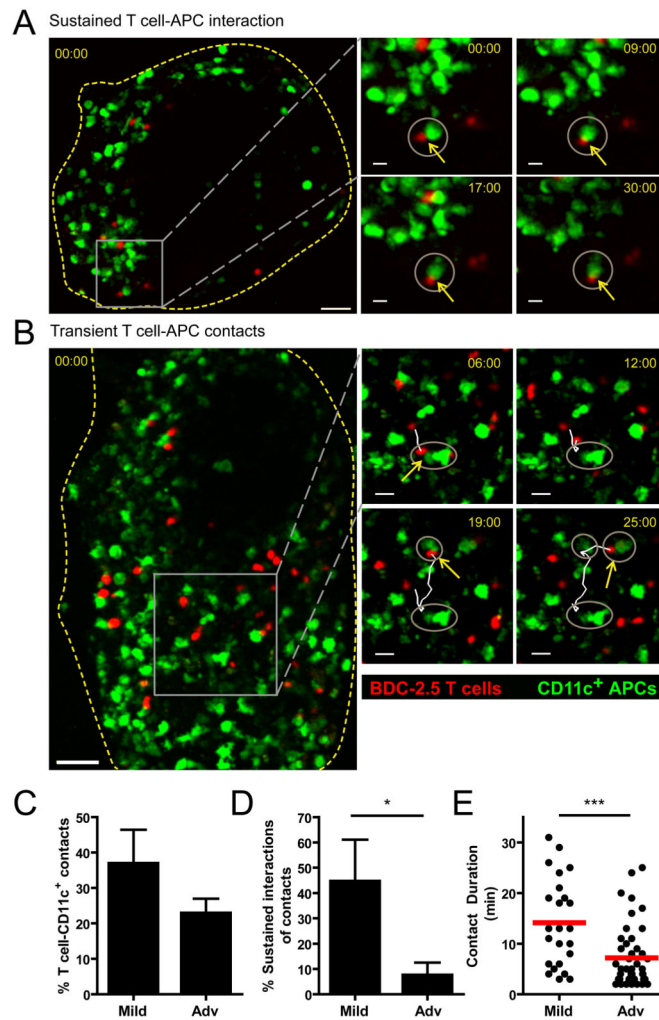 A Sustained T cell-APC interaction
00:00
00:00
09:00
17:00
30:00
B Transient T cell-APC contacts
00:00
06:00
12:00
19:00
25:00
BDC-2.5 T cells CD11c+ APCs
C
% T cell-CD11c+ contacts
50
40
30
20
10
0
Mild Adv
D
% Sustained interactions
of contacts
70
60
50
40
30
20
10
0
*
Mild Adv
E
Contact Duration
(min)
30
20
10
0
***
Mild Adv